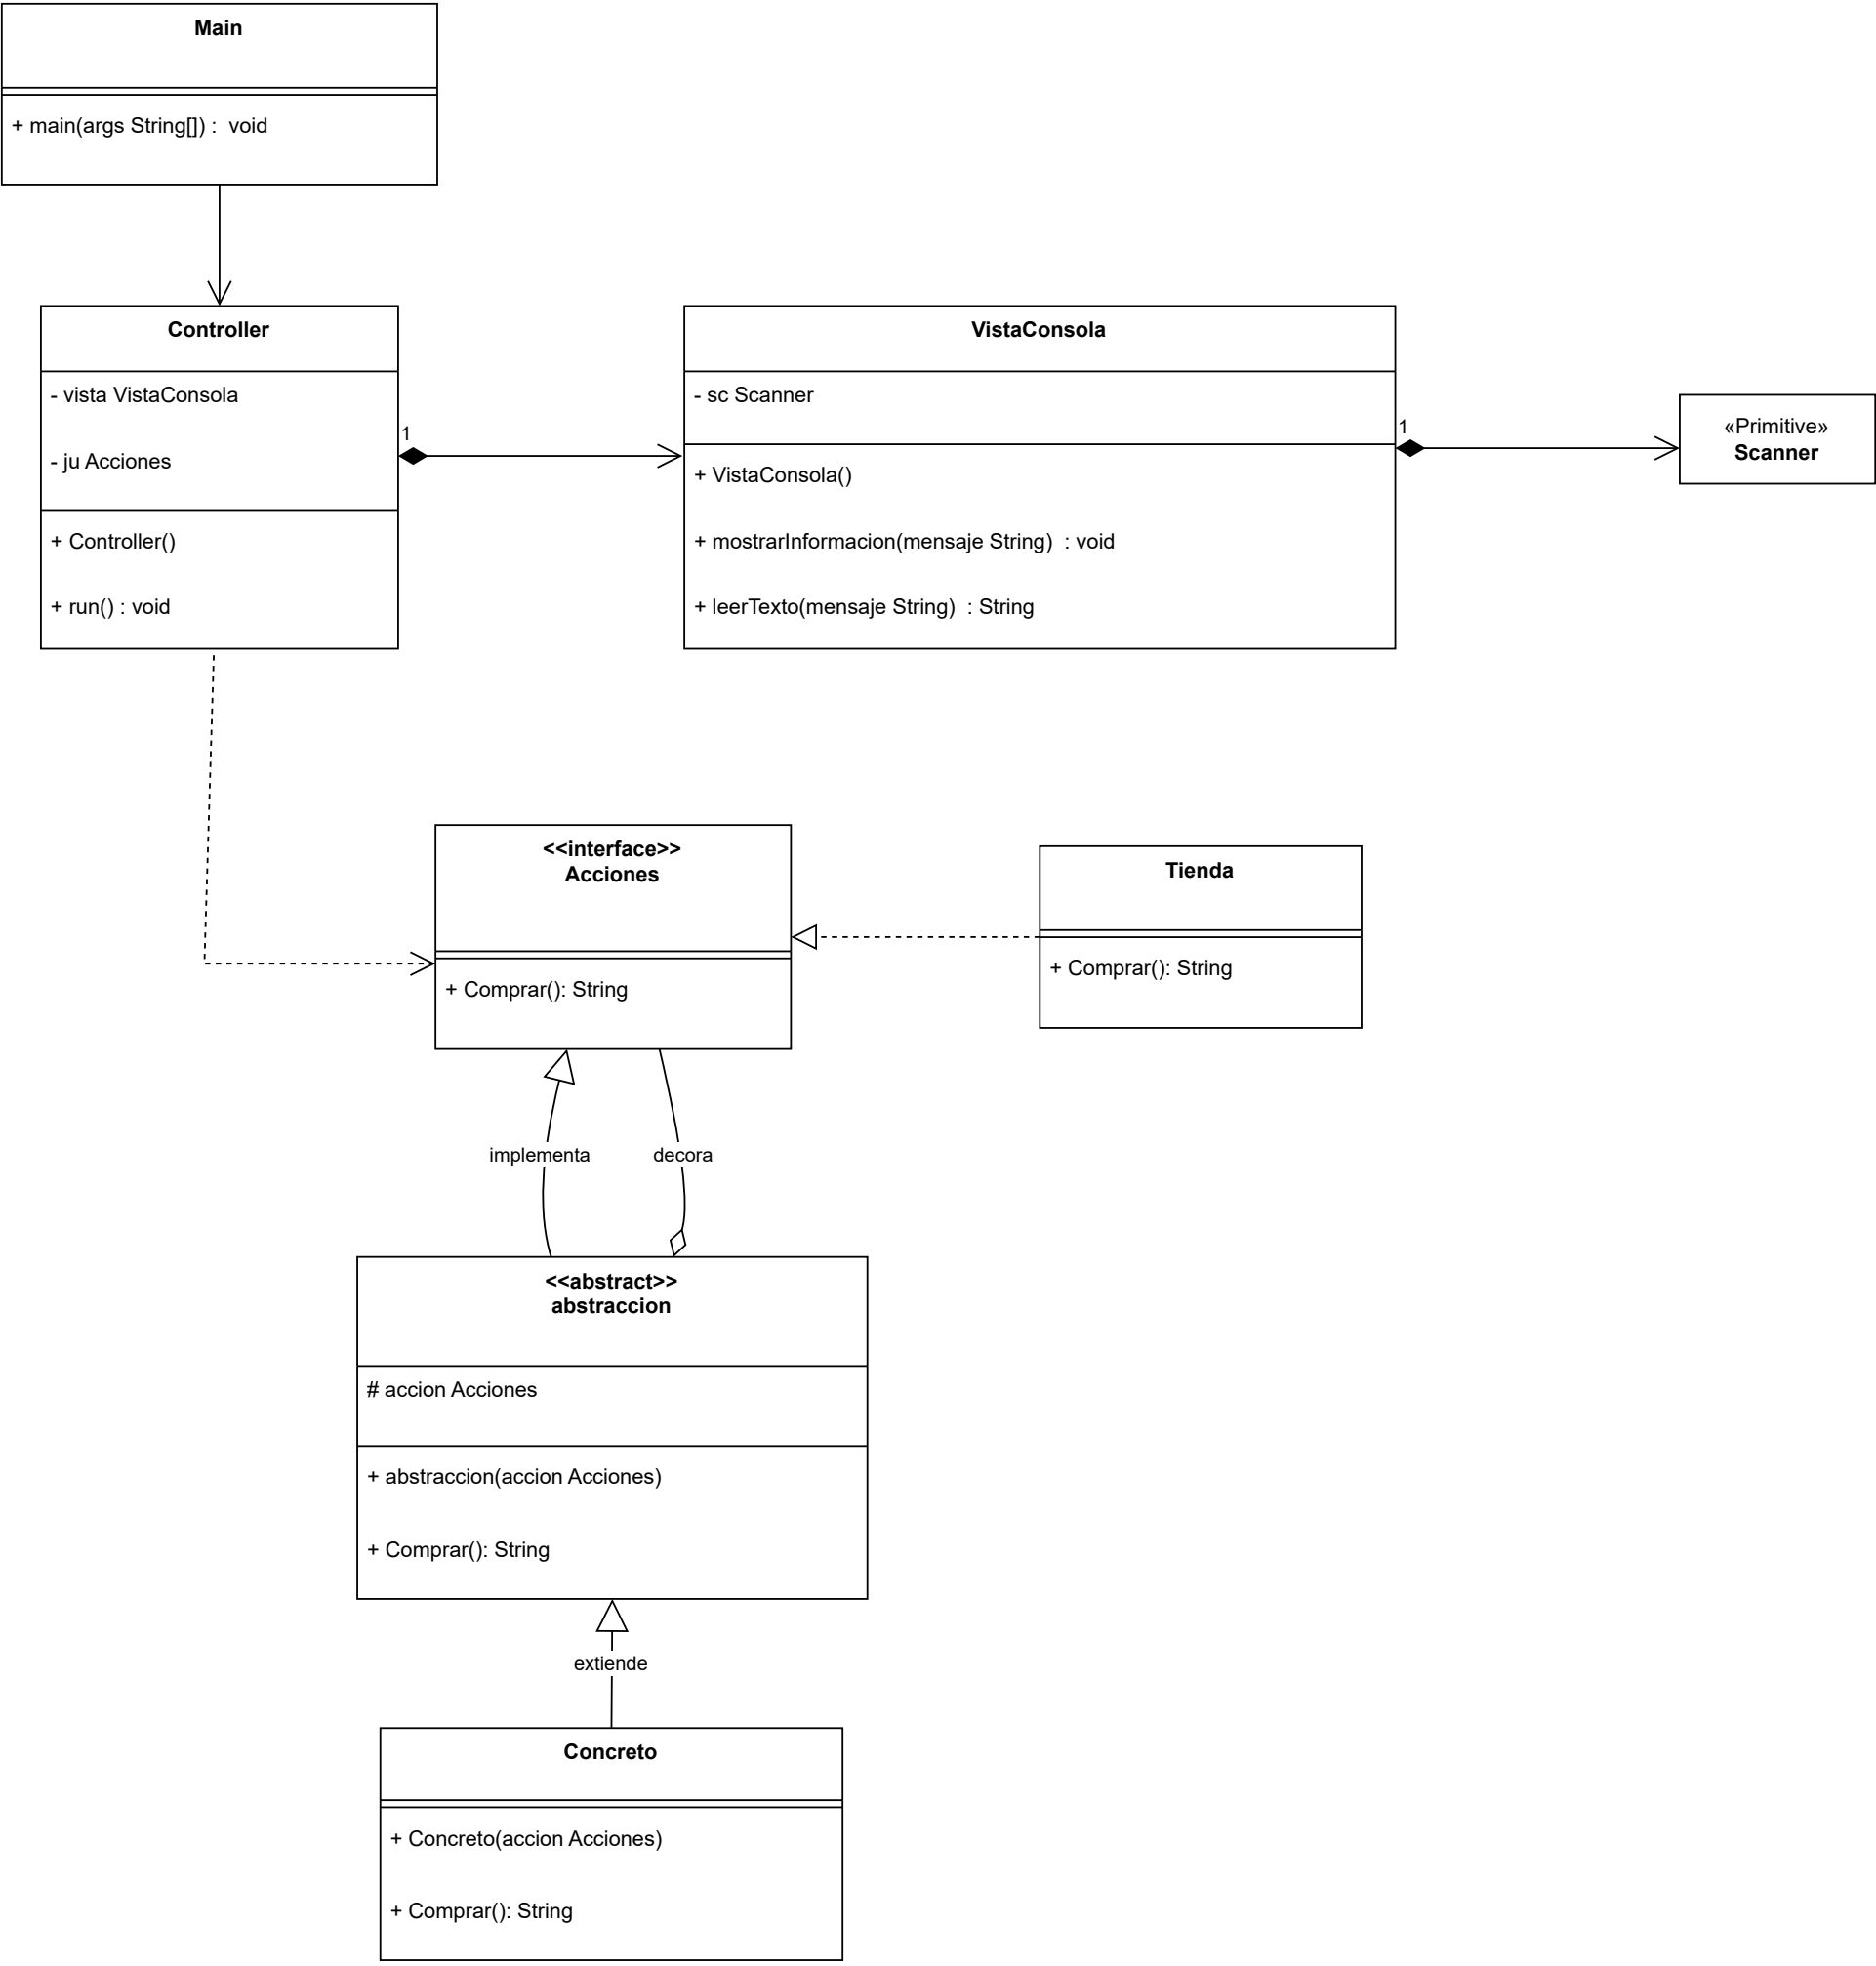 Main
+ main(args String[]) :  void
Controller
- vista VistaConsola
- ju Acciones
+ Controller()
+ run() : void
1
VistaConsola
- sc Scanner
+ VistaConsola()
+ mostrarInformacion(mensaje String)  : void
+ leerTexto(mensaje String)  : String
1
«Primitive»
Scanner
<<interface>>
Acciones
+ Comprar(): String
Tienda
+ Comprar(): String
implementa
decora
<<abstract>>
abstraccion
# accion Acciones
+ abstraccion(accion Acciones)
+ Comprar(): String
extiende
Concreto
+ Concreto(accion Acciones)
+ Comprar(): String